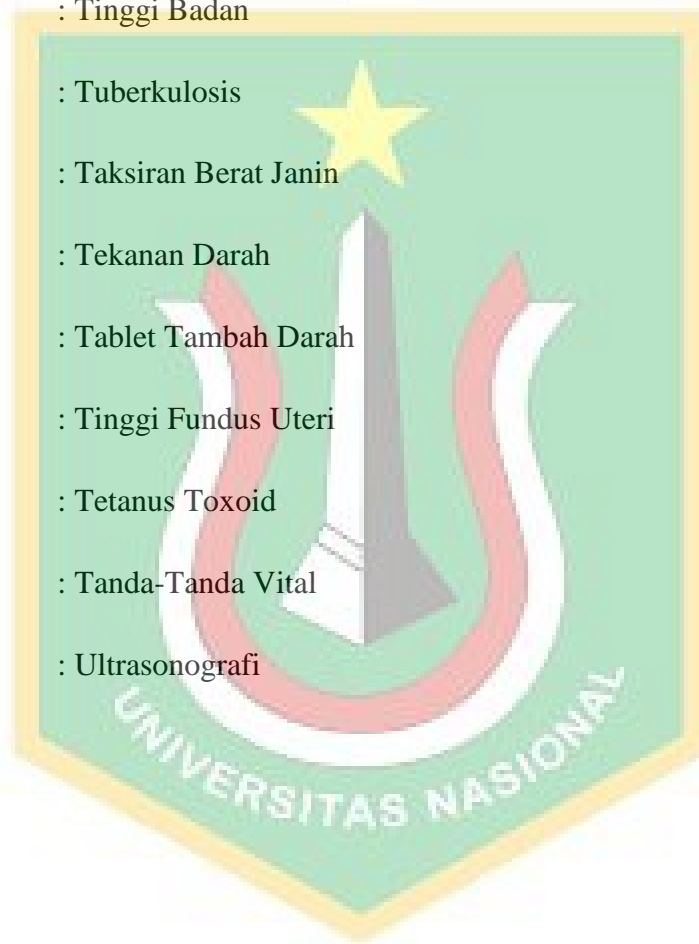 : Tinggi Badan
: Tuberkulosis
: Taksiran Berat Janin
: Tekanan Darah
: Tablet Tambah Darah
: Tinggi Fundus Uteri
: Tetanus Toxoid
: Tanda-Tanda Vital
: Ultrasonografi
UNIVERSITAS NASIONAL